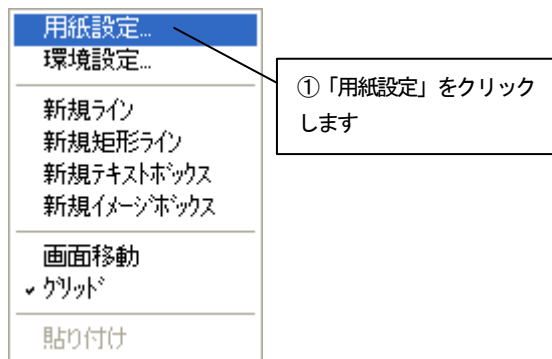 用紙設定...
環境設定...
新規ﾗｲﾝ
新規矩形ﾗｲﾝ
新規ﾃｷｽﾄﾎﾞｯｸｽ
新規ｲﾒｰｼﾞﾎﾞｯｸｽ
画面移動
✓ ｸﾞﾘｯﾄﾞ
貼り付け
①「用紙設定」をクリック
します